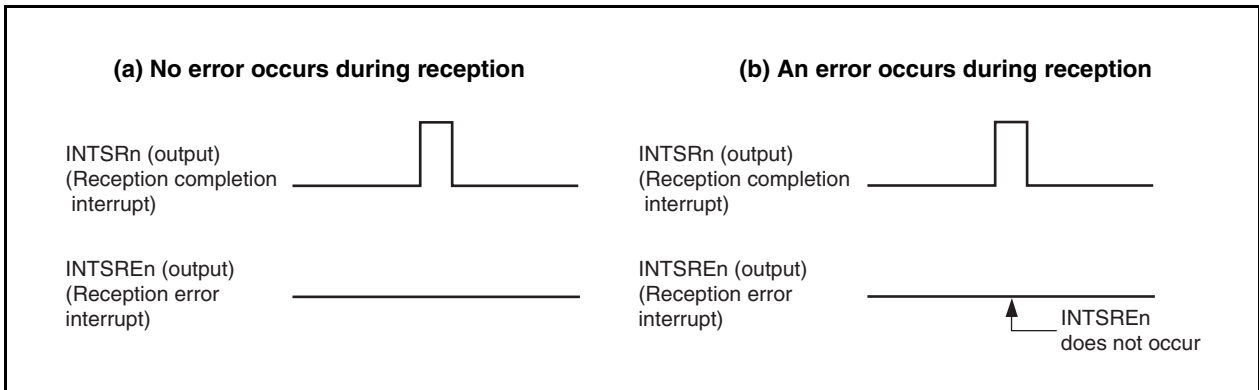 (a) No error occurs during reception
INTSRn (output)
(Reception completion
interrupt)
INTSREn (output)
(Reception error
interrupt)
(b) An error occurs during reception
INTSRn (output)
(Reception completion
interrupt)
INTSREn (output)
(Reception error
interrupt)
INTSREn
does not occur